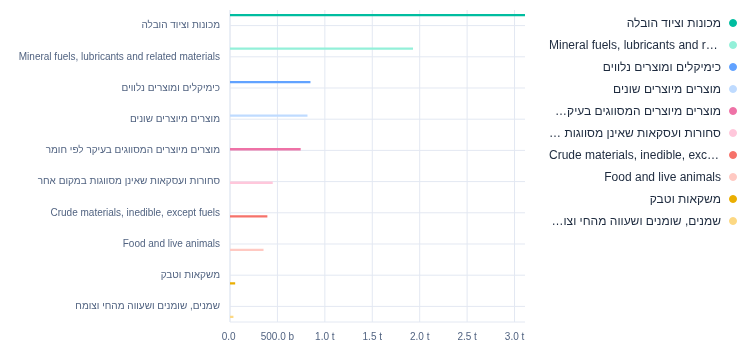 מכונות וציוד הובלה
Mineral fuels, lubricants and related materials
כימיקלים ומוצרים נלווים
מוצרים מיוצרים שונים
מוצרים מיוצרים המסווגים בעיקר לפי חומר
סחורות ועסקאות שאינן מסווגות במקום אחר
Crude materials, inedible, except fuels
Food and live animals
משקאות וטבק
שמנים, שומנים ושעווה מהחי וצומח
0.0 500.0 b 1.0 t 1.5 t 2.0 t 2.5 t 3.0 t
מכונות וציוד הובלה
Mineral fuels, lubricants and r...
כימיקלים ומוצרים נלווים
מוצרים מיוצרים שונים
מוצרים מיוצרים המסווגים בעיק...
סחורות ועסקאות שאינן מסווגות ...
Crude materials, inedible, exc...
Food and live animals
משקאות וטבק
שמנים, שומנים ושעווה מהחי וצו...